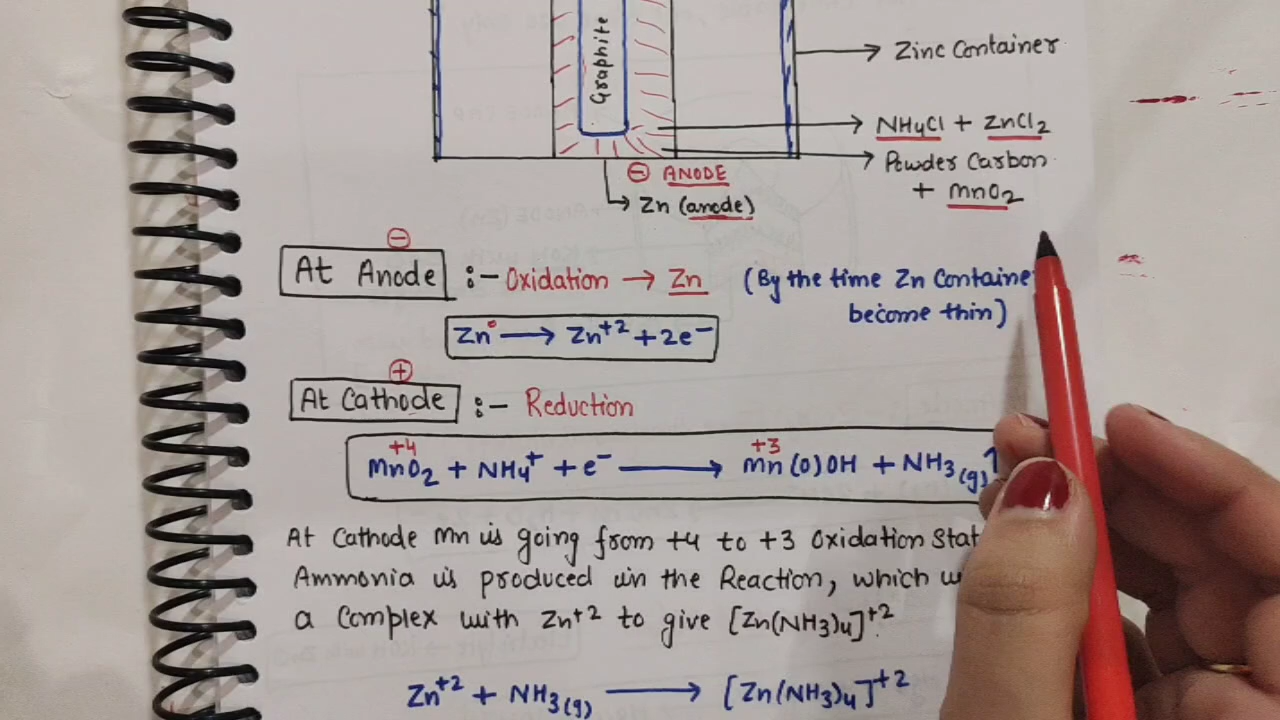 Graphite
Zinc Container
NH4Cl + ZnCl2
Powder Carbon
+ MnO2
⊖ ANODE
Zn (anode)
⊖
At Anode :- Oxidation → Zn (By the time Zn Containe
become thin)
Zn° → Zn+2 + 2e-
⊕
At Cathode :- Reduction
+4 +3
MnO2 + NH4+ + e- → Mn(O)OH + NH3(g)↑
At Cathode Mn is going from +4 to +3 Oxidation Stat
Ammonia is produced in the Reaction, which
a Complex with Zn+2 to give [Zn(NH3)4]+2.
Zn+2 + NH3(g) → [Zn(NH3)4]+2